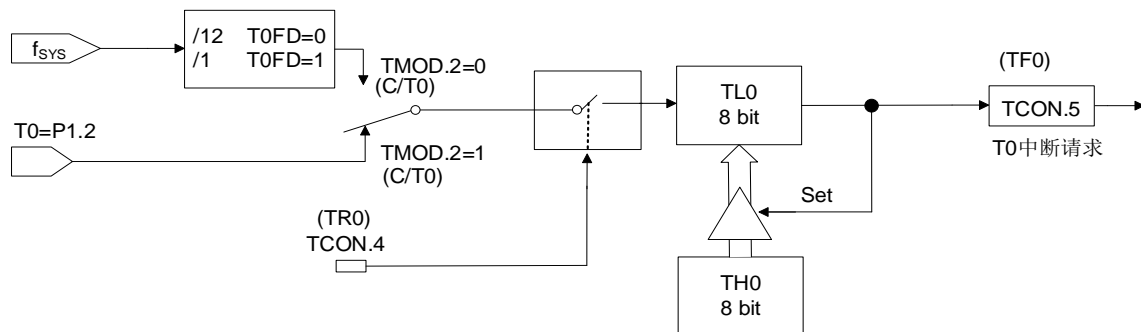 fSYS
/12 T0FD=0
/1 T0FD=1
TMOD.2=0
(C/T0)
T0=P1.2
TMOD.2=1
(C/T0)
(TR0)
TCON.4
TL0
8 bit
(TF0)
TCON.5
T0中断请求
Set
TH0
8 bit